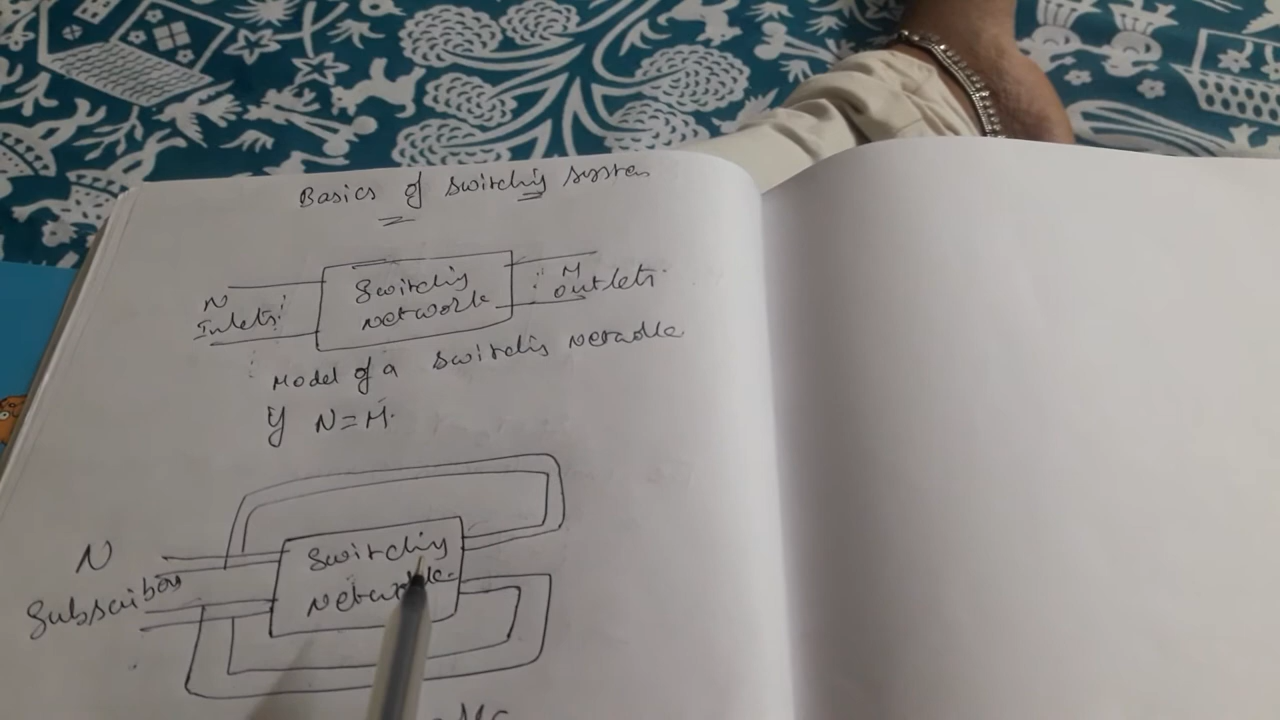 Basics of switching system
N
Inlets
Switching
network
M
outlets
Model of a switching network
If N=M.
N
Subscribers
Switching
Network